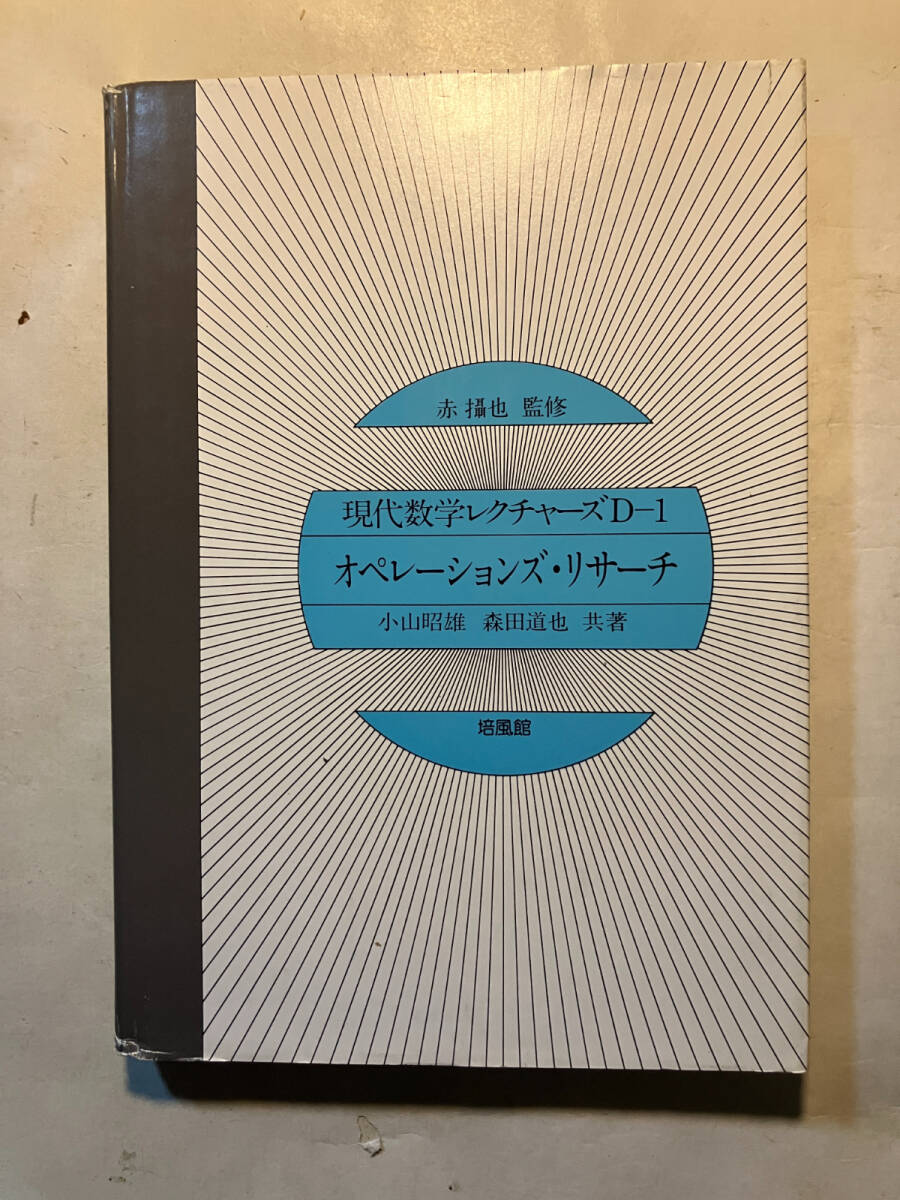 赤 攝也 監修
現代数学レクチャーズD-1
オペレーションズ・リサーチ
小山昭雄 森田道也 共著
培風館